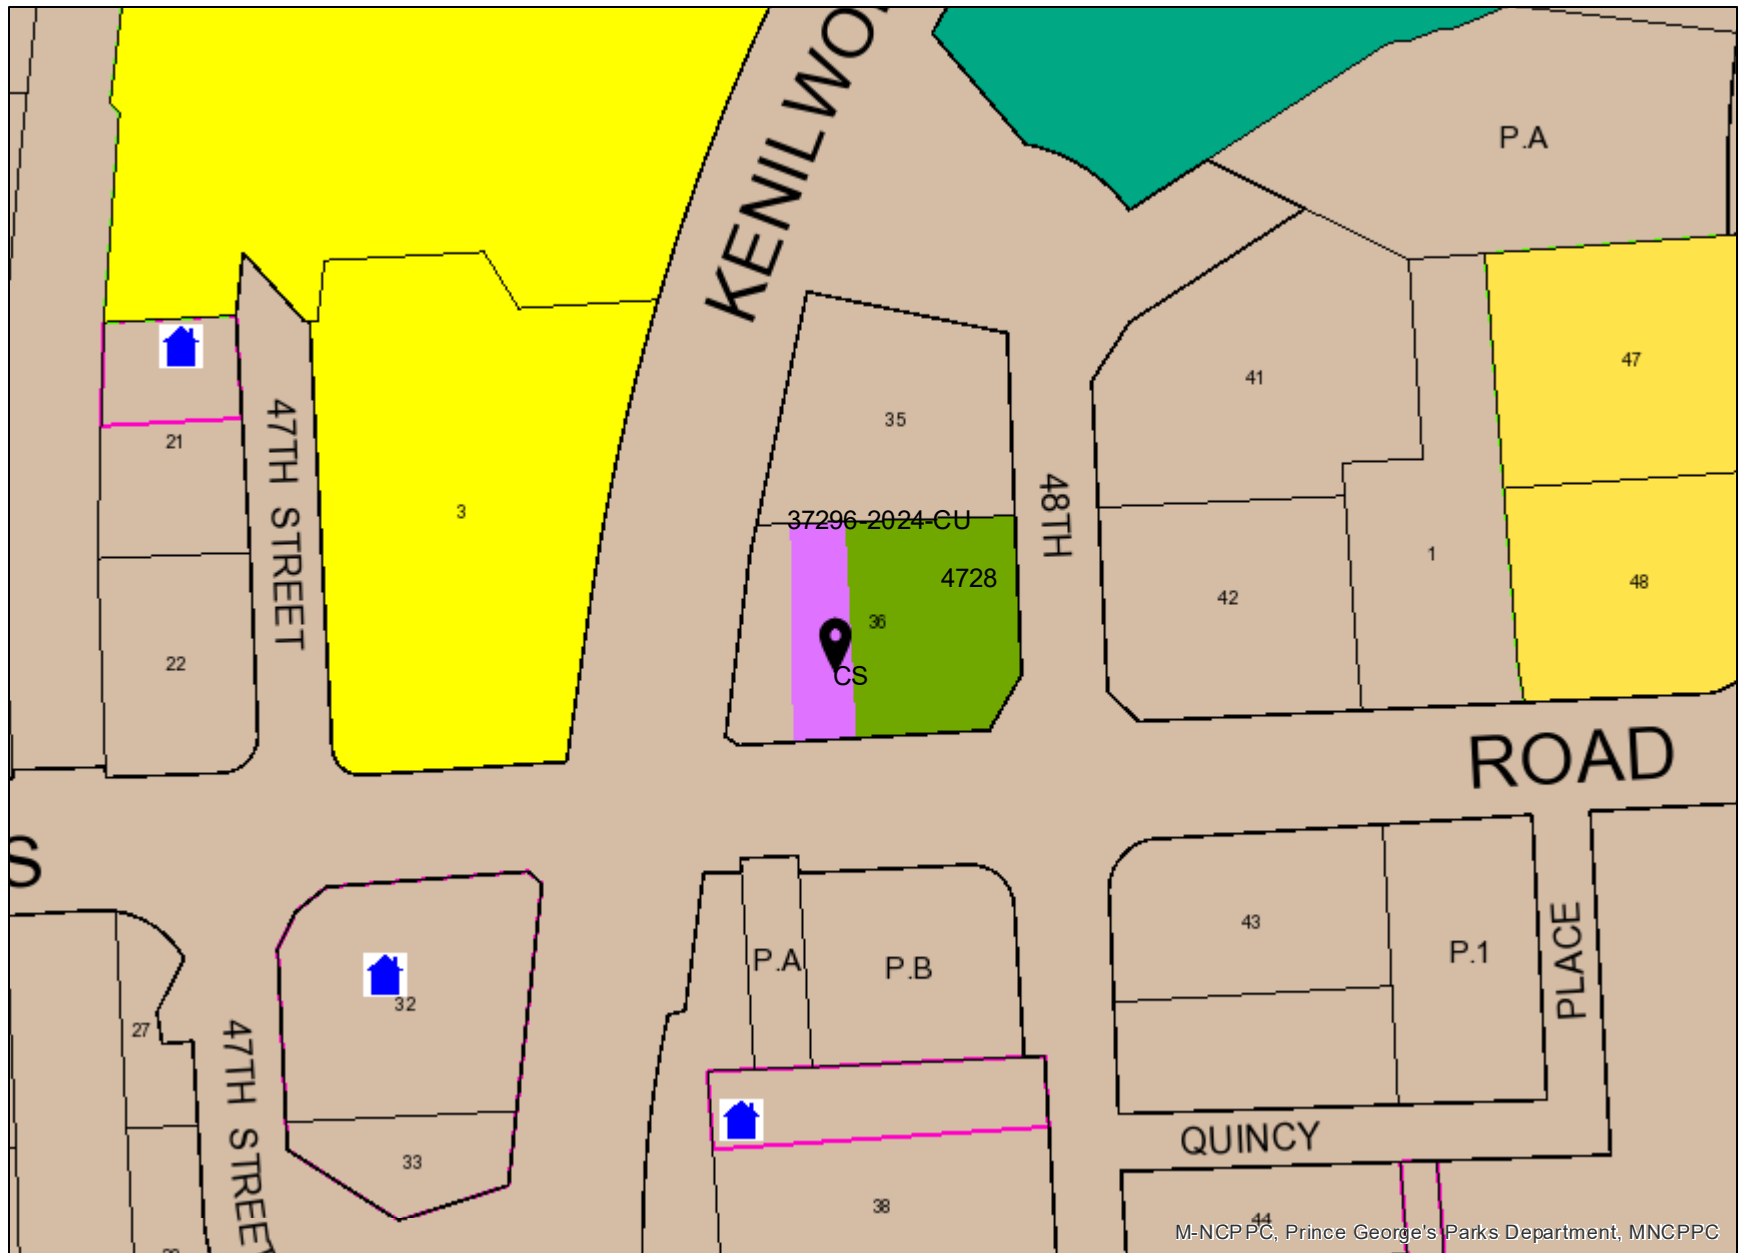 KENILWO
P.A
47
41
35
21
47TH STREET
3
48TH
37296-2024-CU
1
4728
48
42
36
22
CS
ROAD
S
43
P.1
P.A
P.B
PLACE
32
27
47TH STREET
QUINCY
33
38
44
M-NCPPC, Prince George's Parks Department, MNCPPC